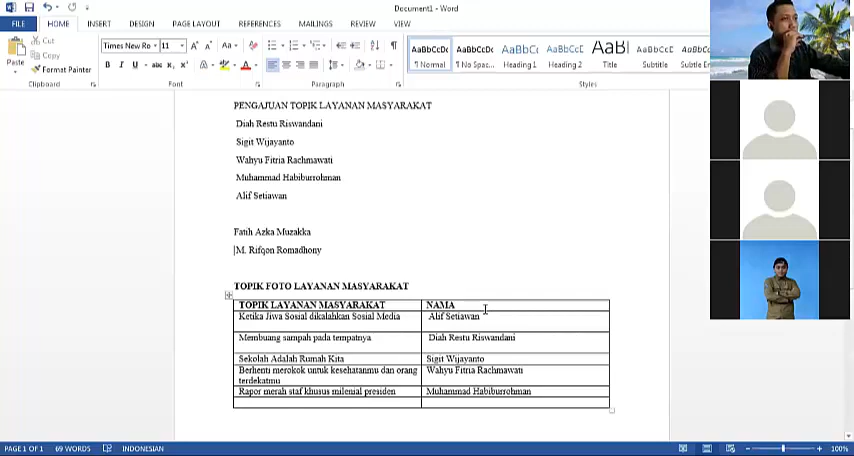 Document1 - Word
FILE HOME INSERT DESIGN PAGE LAYOUT REFERENCES MAILINGS REVIEW VIEW
Cut
Copy
Format Painter
Paste
Times New Ro 11
Clipboard Font Paragraph Styles
AaBbCcDc AaBbCcDc AaBbCc AaBbCcC AaBl AaBbCcC AaBbCcDc
¶ Normal ¶ No Spac... Heading 1 Heading 2 Title Subtitle Subtle Em
PENGAJUAN TOPIK LAYANAN MASYARAKAT
Diah Restu Riswandani
Sigit Wijayanto
Wahyu Fitria Rachmawati
Muhammad Habiburrohman
Alif Setiawan
Fatih Azka Muzakka
M. Rifqon Romadhony
TOPIK FOTO LAYANAN MASYARAKAT
TOPIK LAYANAN MASYARAKAT NAMA
Ketika Jiwa Sosial dikalahkan Sosial Media Alif Setiawan
Membuang sampah pada tempatnya Diah Restu Riswandani
Sekolah Adalah Rumah Kita Sigit Wijayanto
Berhenti merokok untuk kesehatanmu dan orang Wahyu Fitria Rachmawati
terdekatmu
Rapor merah staf khusus milenial presiden Muhammad Habiburrohman
PAGE 1 OF 1 69 WORDS INDONESIAN 100%